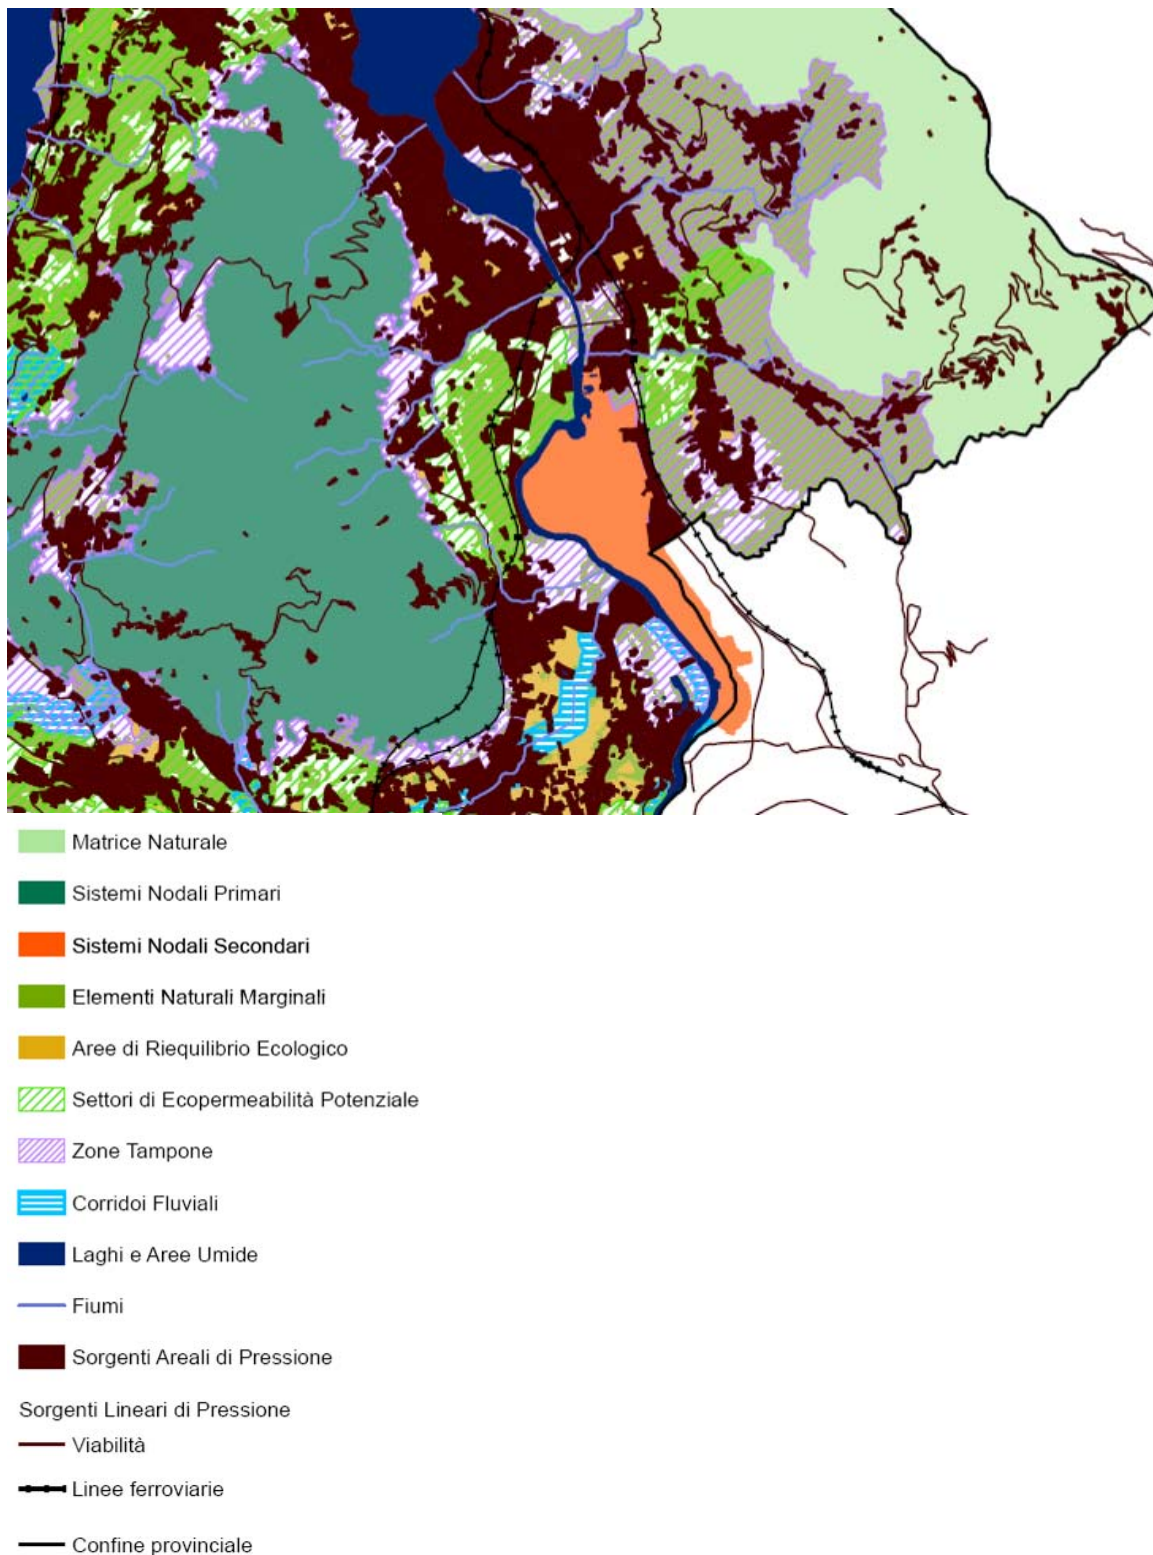 Matrice Naturale
Sistemi Nodali Primari
Sistemi Nodali Secondari
Elementi Naturali Marginali
Aree di Riequilibrio Ecologico
Settori di Ecopermeabilità Potenziale
Zone Tampone
Corridoi Fluviali
Laghi e Aree Umide
Fiumi
Sorgenti Areali di Pressione
Sorgenti Lineari di Pressione
Viabilità
Linee ferroviarie
Confine provinciale